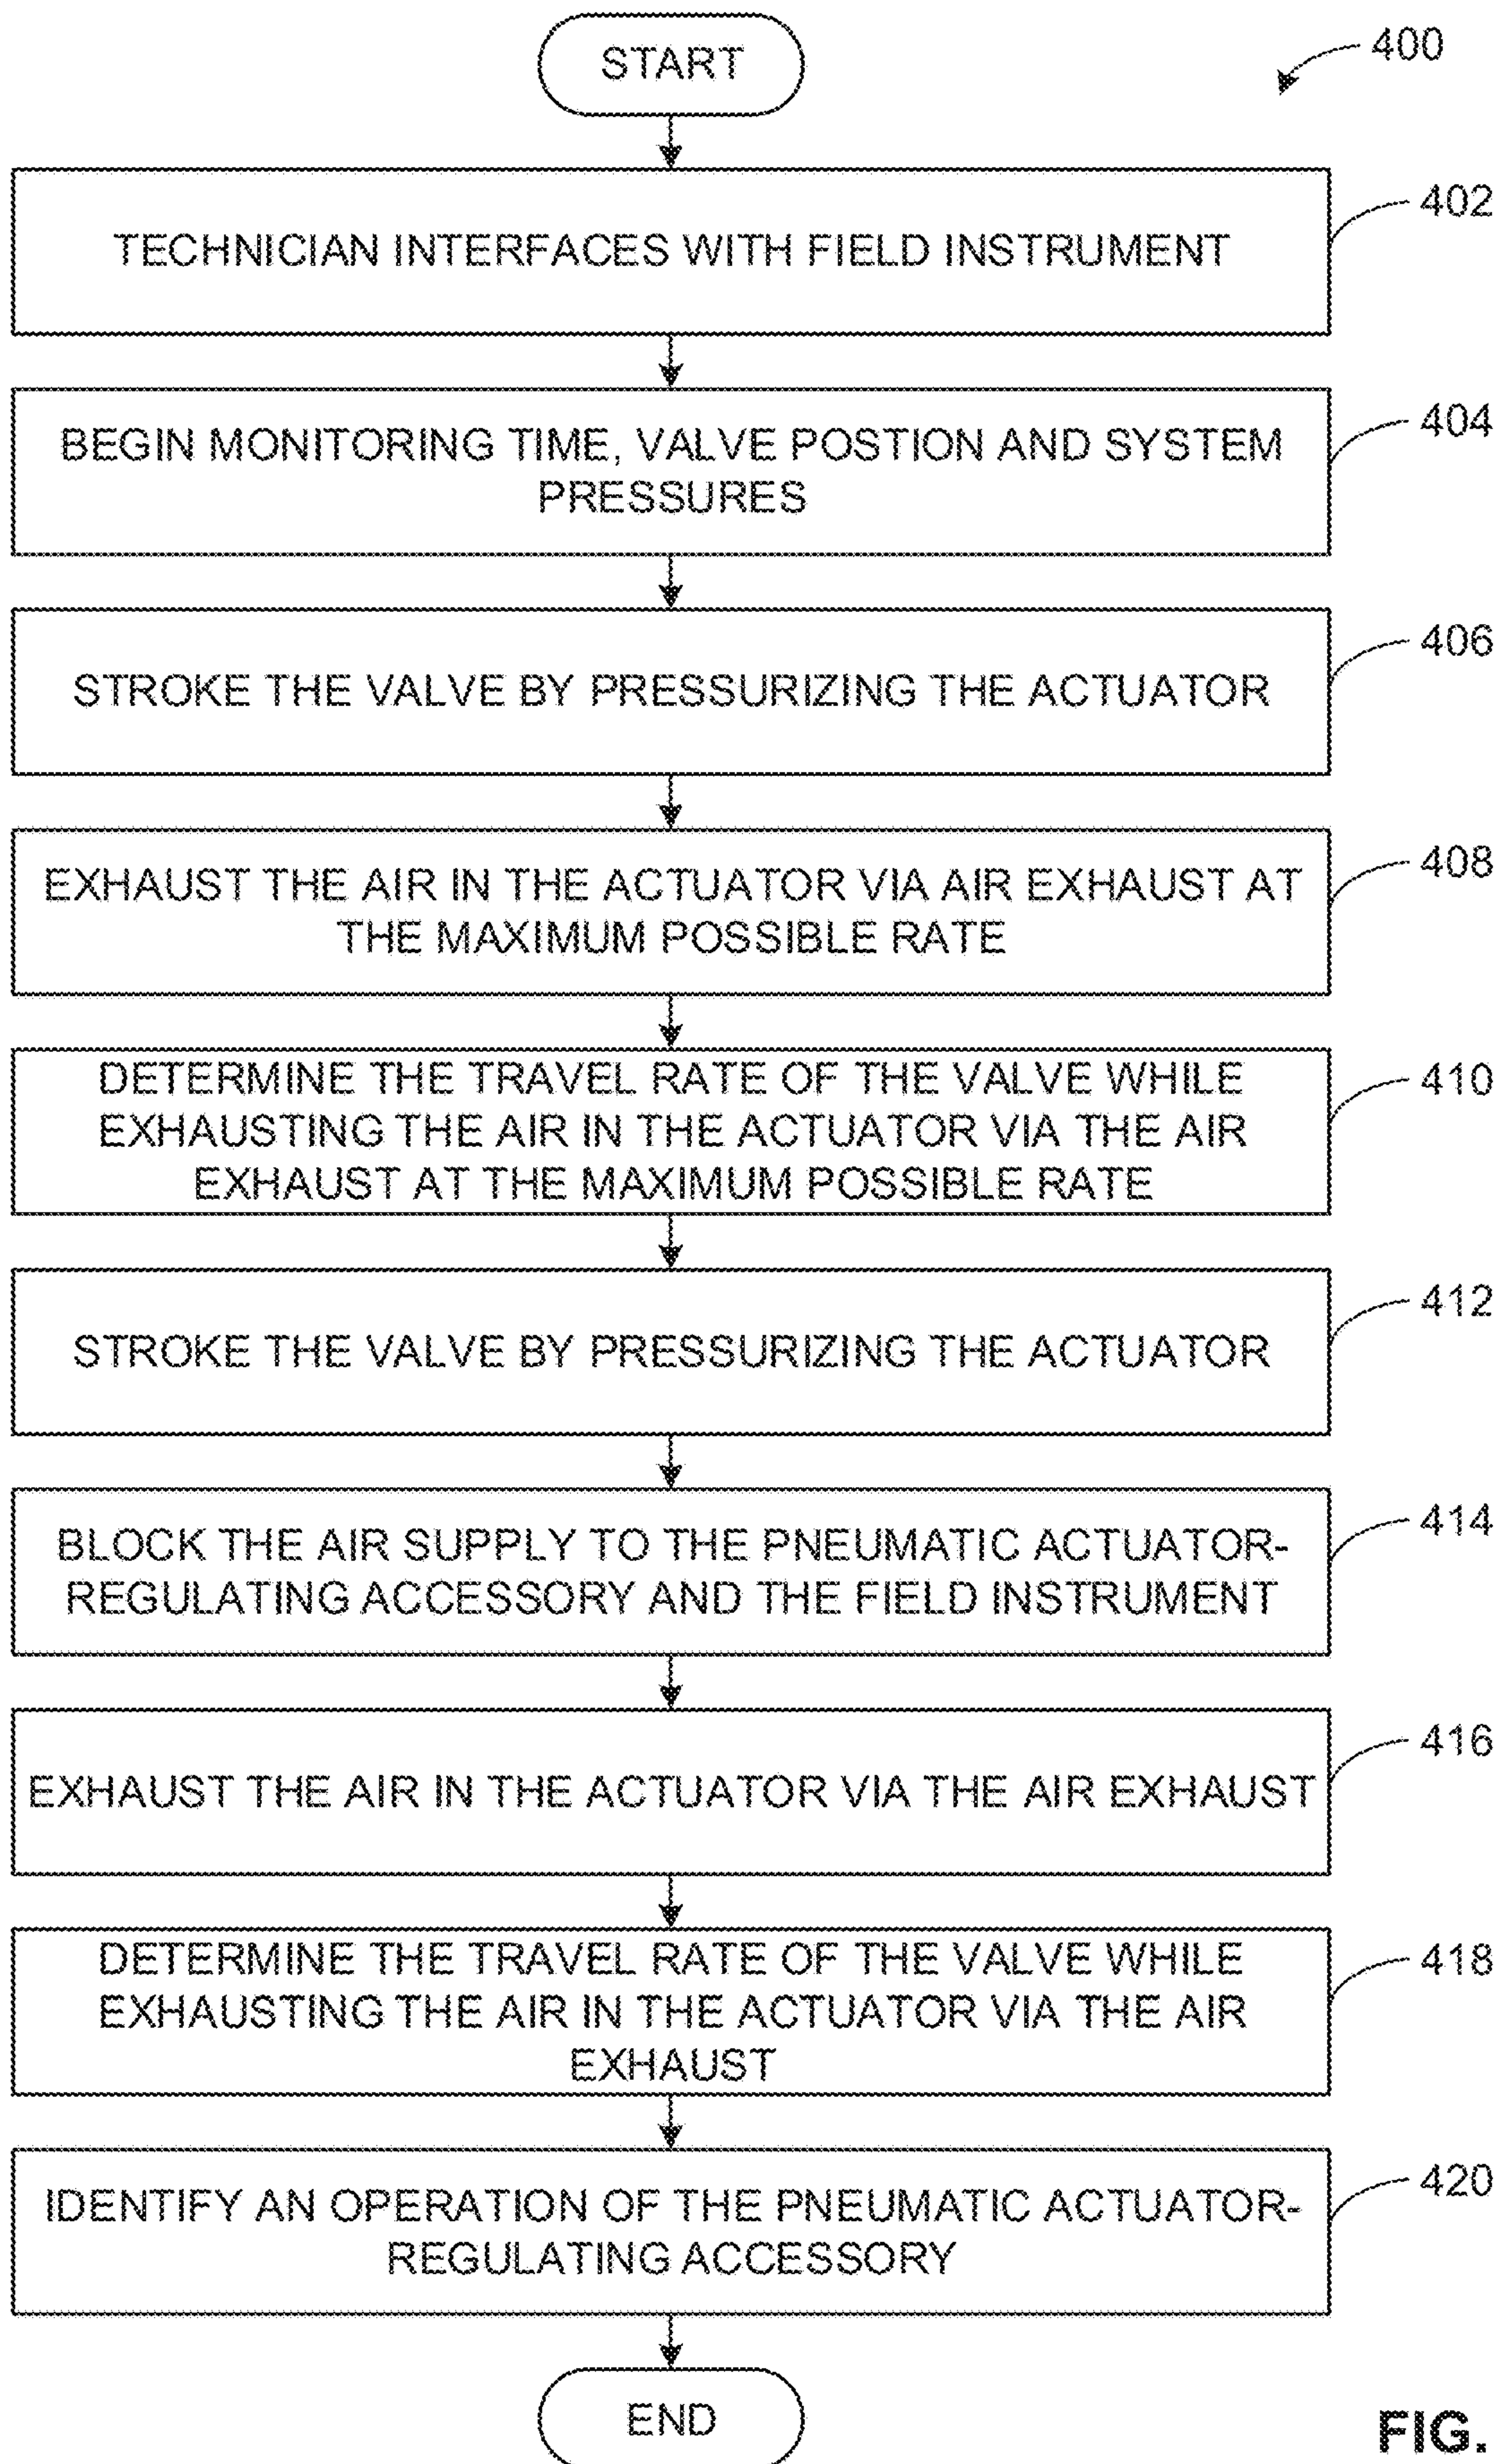 START
400
TECHNICIAN INTERFACES WITH FIELD INSTRUMENT
402
BEGIN MONITORING TIME, VALVE POSTION AND SYSTEM
PRESSURES
404
STROKE THE VALVE BY PRESSURIZING THE ACTUATOR
406
EXHAUST THE AIR IN THE ACTUATOR VIA AIR EXHAUST AT
THE MAXIMUM POSSIBLE RATE
408
DETERMINE THE TRAVEL RATE OF THE VALVE WHILE
EXHAUSTING THE AIR IN THE ACTUATOR VIA THE AIR
EXHAUST AT THE MAXIMUM POSSIBLE RATE
410
STROKE THE VALVE BY PRESSURIZING THE ACTUATOR
412
BLOCK THE AIR SUPPLY TO THE PNEUMATIC ACTUATOR-
REGULATING ACCESSORY AND THE FIELD INSTRUMENT
414
EXHAUST THE AIR IN THE ACTUATOR VIA THE AIR EXHAUST
416
DETERMINE THE TRAVEL RATE OF THE VALVE WHILE
EXHAUSTING THE AIR IN THE ACTUATOR VIA THE AIR
EXHAUST
418
IDENTIFY AN OPERATION OF THE PNEUMATIC ACTUATOR-
REGULATING ACCESSORY
420
END
FIG.